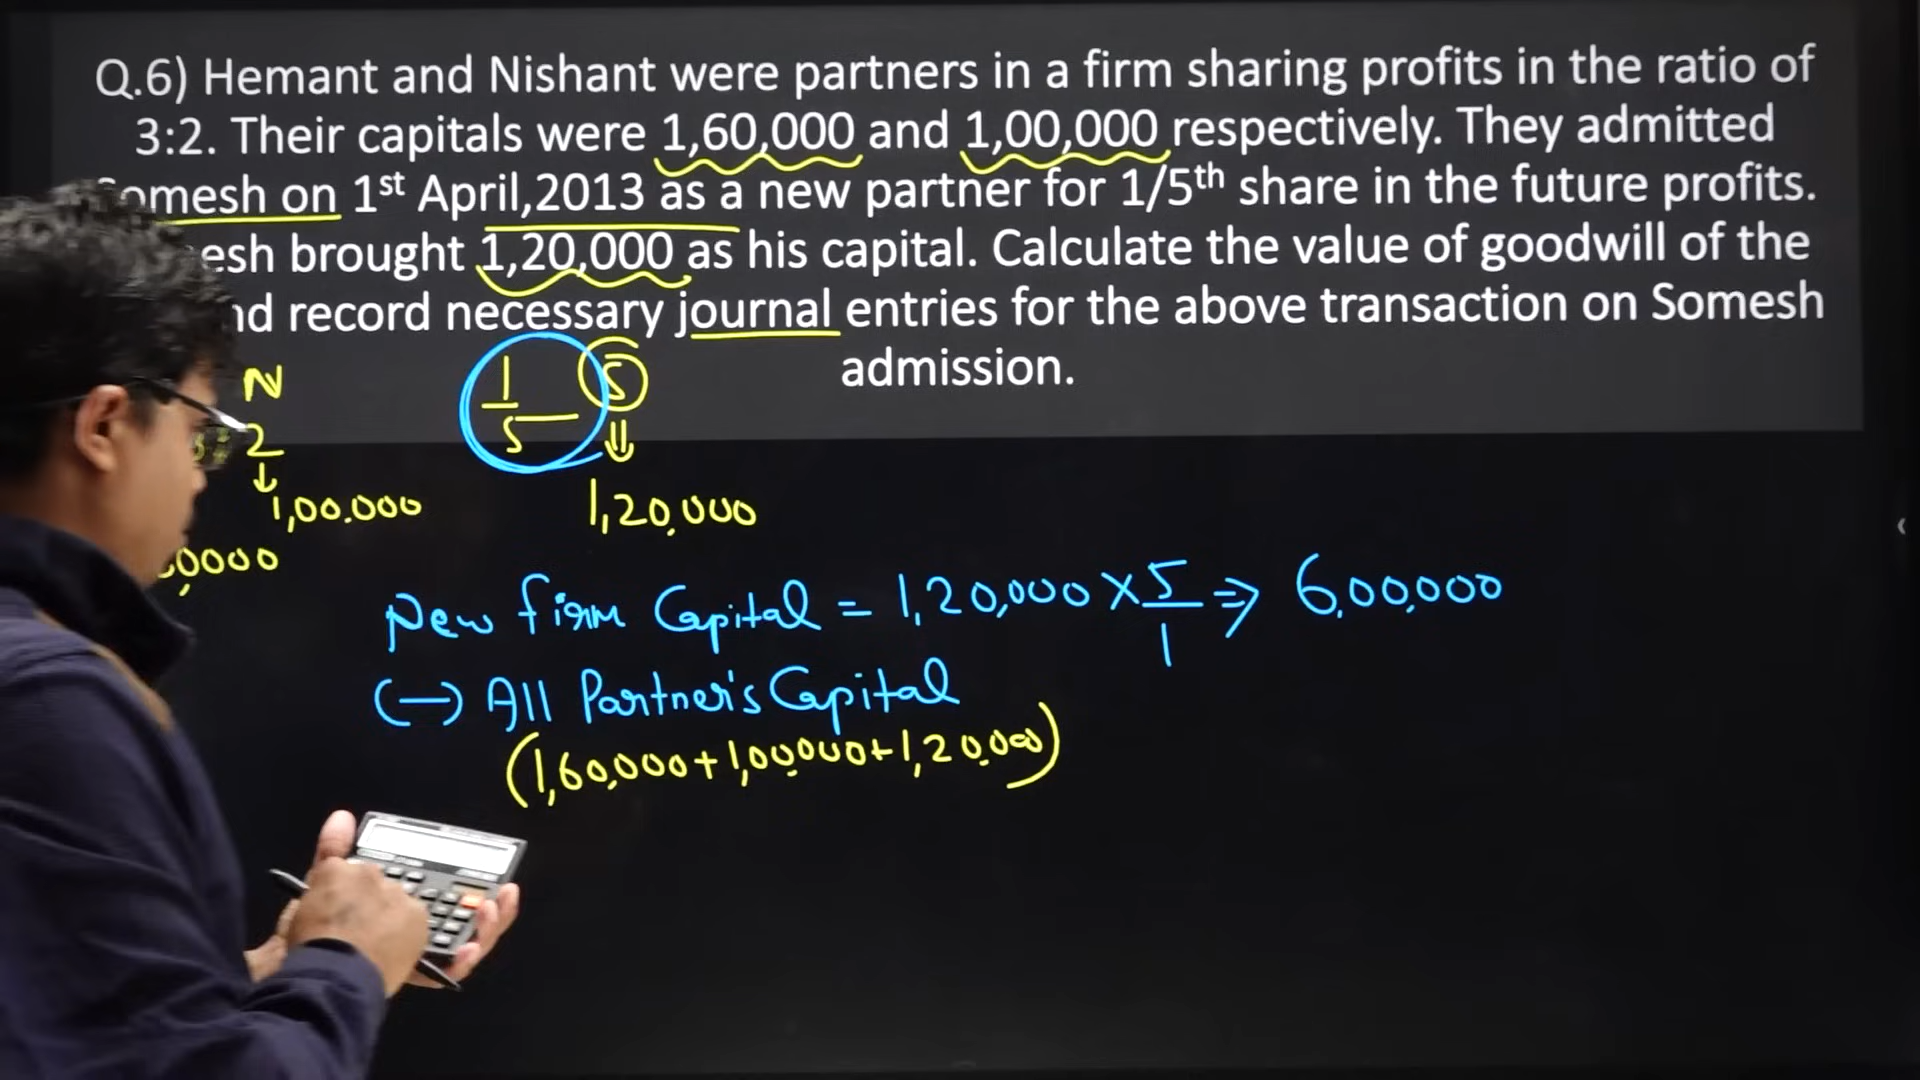 Q.6) Hemant and Nishant were partners in a firm sharing profits in the ratio of
3:2. Their capitals were 1,60,000 and 1,00,000 respectively. They admitted
omesh on 1st April,2013 as a new partner for 1/5th share in the future profits.
esh brought 1,20,000 as his capital. Calculate the value of goodwill of the
nd record necessary journal entries for the above transaction on Somesh
admission.
N
2
1/5
S
1,00.000
1,20,000
0000
New firm Capital = 1,20,000 × 5/1 ⇒ 6,00,000
(−) All Partner's Capital
(1,60,000+1,00,000+1,20,000)